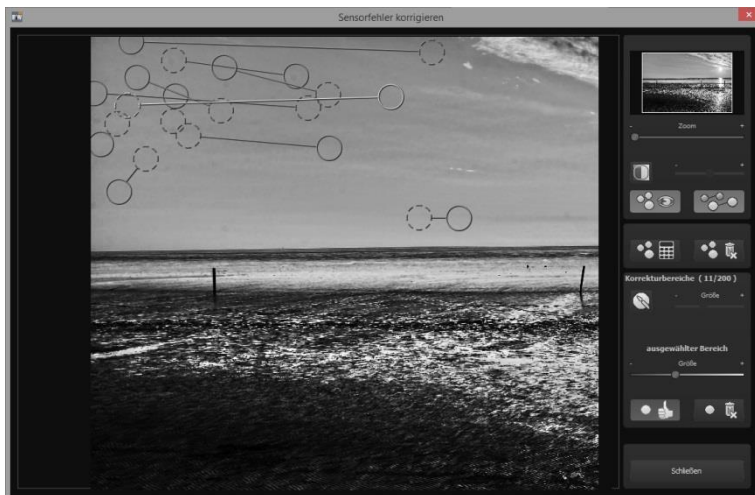 Sensorfehler korrigieren
- Zoom +
- +
Korrekturbereiche ( 11/200 )
- Größe +
ausgewählter Bereich
- Größe +
Schließen